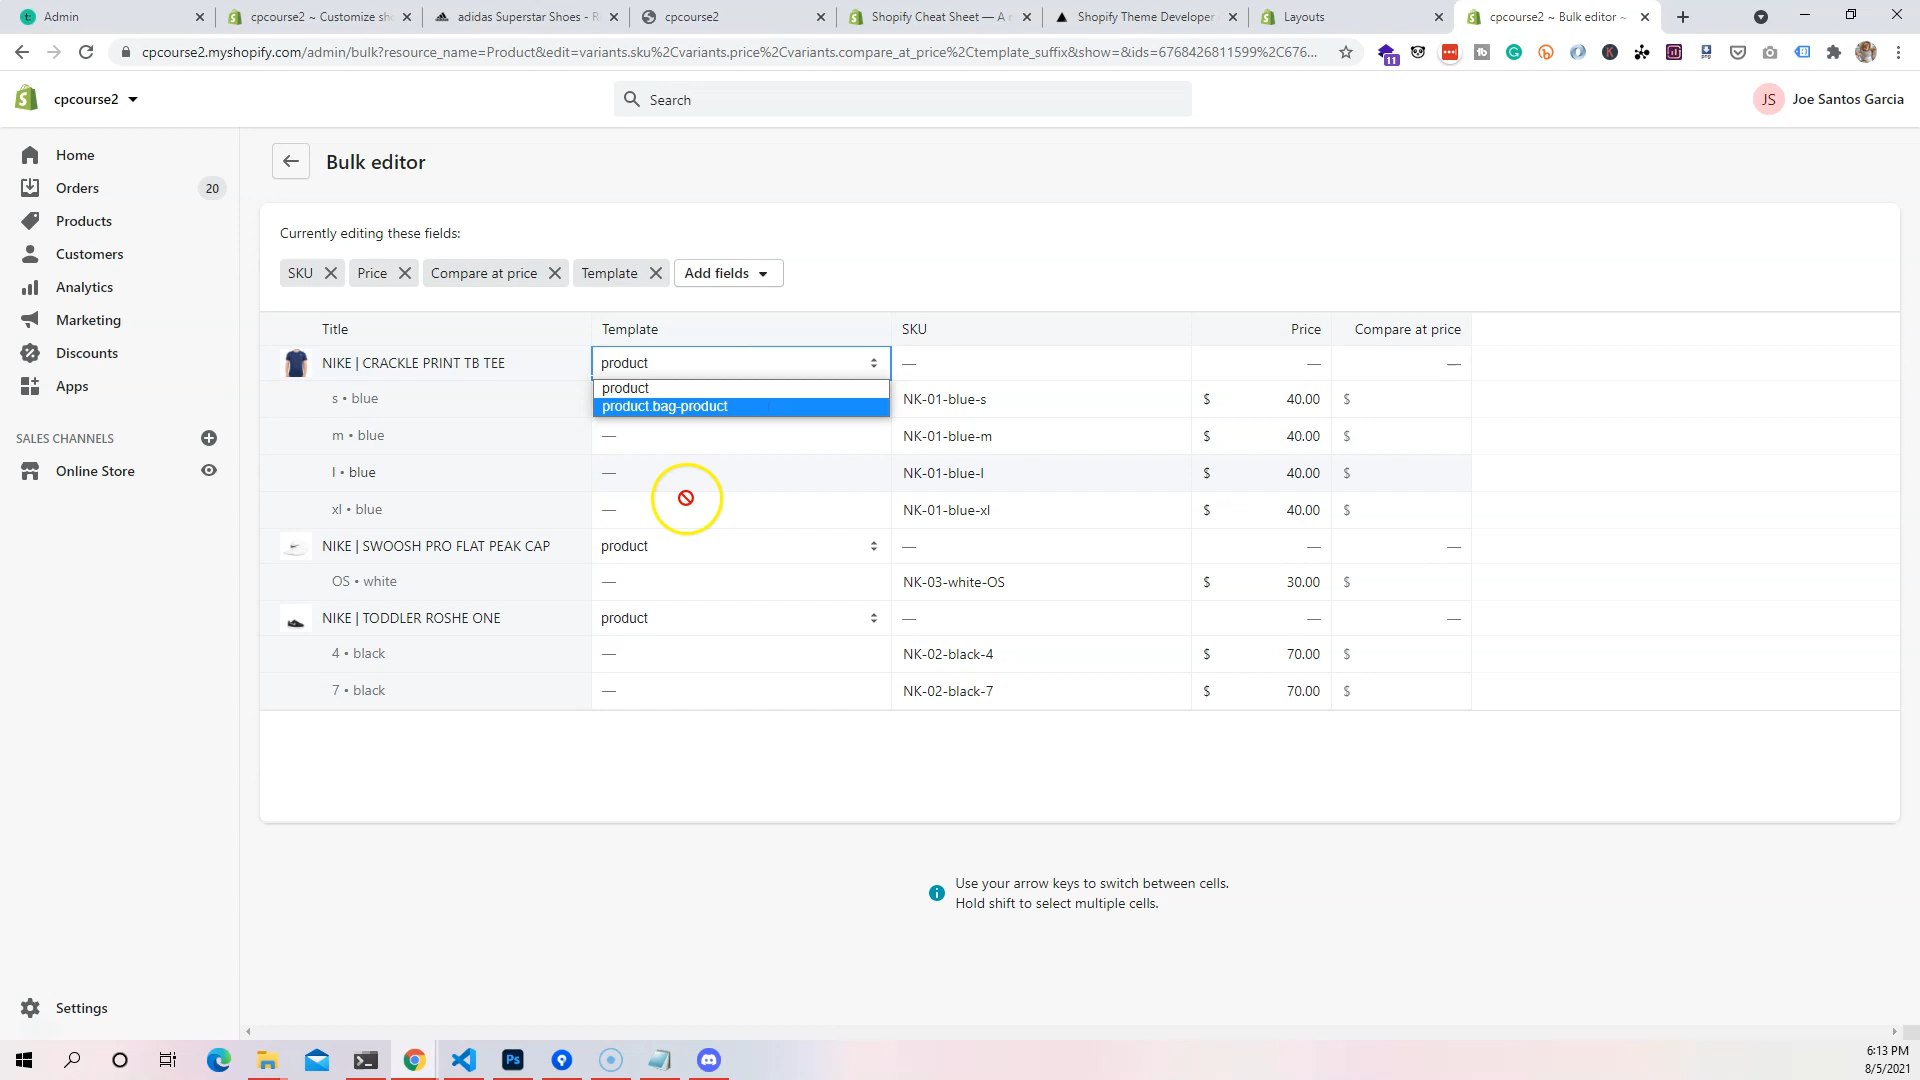 Admin
cpcourse2 ~ Customize sho
adidas Superstar Shoes - R
cpcourse2
Shopify Cheat Sheet — A r
Shopify Theme Developer
Layouts
cpcourse2 ~ Bulk editor ~
cpcourse2.myshopify.com/admin/bulk?resource_name=Product&edit=variants.sku%2Cvariants.price%2Cvariants.compare_at_price%2Ctemplate_suffix&show=&ids=6768426811599%2C676...
11
cpcourse2
Search
JS
Joe Santos Garcia
Home
Orders
20
Products
Customers
Analytics
Marketing
Discounts
Apps
SALES CHANNELS
Online Store
Settings
Bulk editor
Currently editing these fields:
SKU
Price
Compare at price
Template
Add fields
Title
Template
SKU
Price
Compare at price
NIKE | CRACKLE PRINT TB TEE
product
—
—
—
product
product.bag-product
s • blue
NK-01-blue-s
$ 40.00
$
m • blue
—
NK-01-blue-m
$ 40.00
$
l • blue
—
NK-01-blue-l
$ 40.00
$
xl • blue
—
NK-01-blue-xl
$ 40.00
$
NIKE | SWOOSH PRO FLAT PEAK CAP
product
—
—
—
OS • white
—
NK-03-white-OS
$ 30.00
$
NIKE | TODDLER ROSHE ONE
product
—
—
—
4 • black
—
NK-02-black-4
$ 70.00
$
7 • black
—
NK-02-black-7
$ 70.00
$
Use your arrow keys to switch between cells.
Hold shift to select multiple cells.
Ps
6:13 PM
8/5/2021